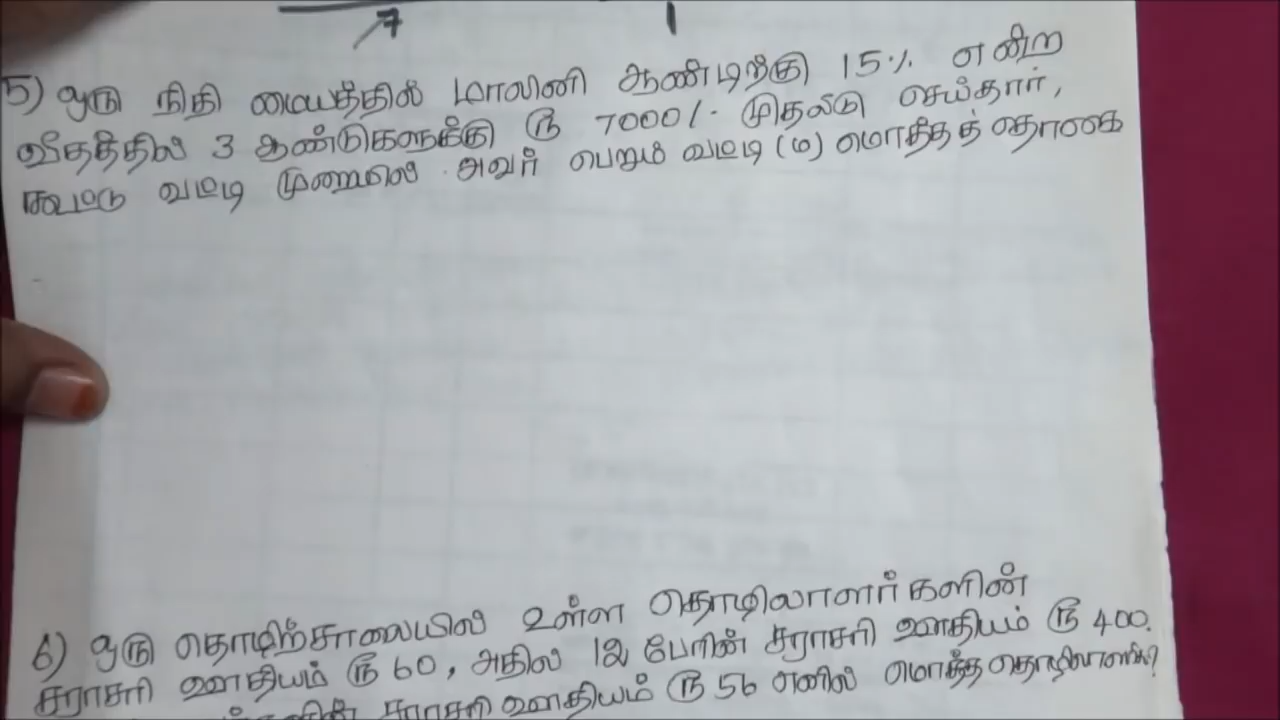 7
1
5) ஒரு நிதி மையத்தில் மாலினி ஆண்டிற்கு 15% என்ற
வீதத்தில் 3 ஆண்டுகளுக்கு ரூ 7000/- முதலீடு செய்தார்,
கூட்டு வட்டி முறையில் அவர் பெறும் வட்டி (ம) மொத்தத் தொகை
6) ஒரு தொழிற்சாலையில் உள்ள தொழிலாளர்களின்
சராசரி ஊதியம் ரூ 60, அதில் 12 பேரின் சராசரி ஊதியம் ரூ 400.
சராசரி ஊதியம் ரூ 56 எனில் மொத்த